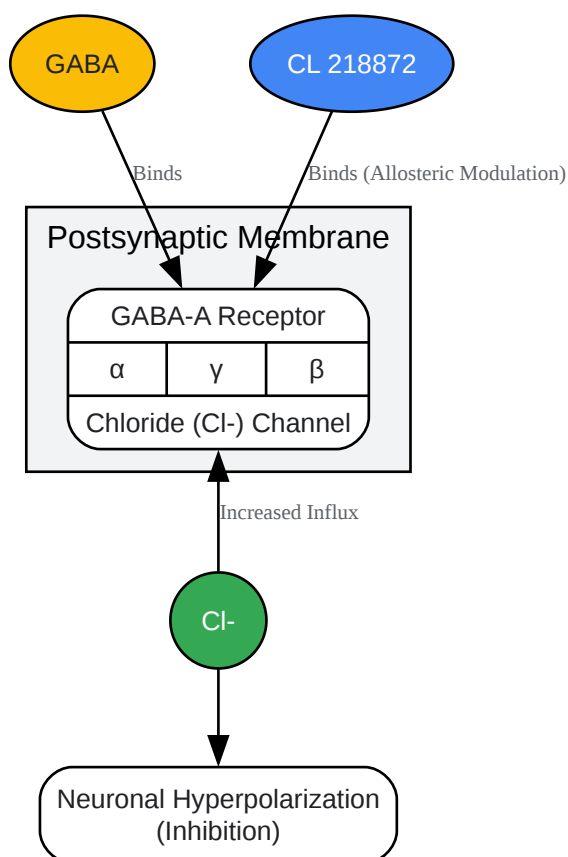 GABA
CL 218872
Binds
Binds (Allosteric Modulation)
Postsynaptic Membrane
GABA-A Receptor
α
γ
β
Chloride (Cl-) Channel
Increased Influx
Cl-
Neuronal Hyperpolarization
(Inhibition)